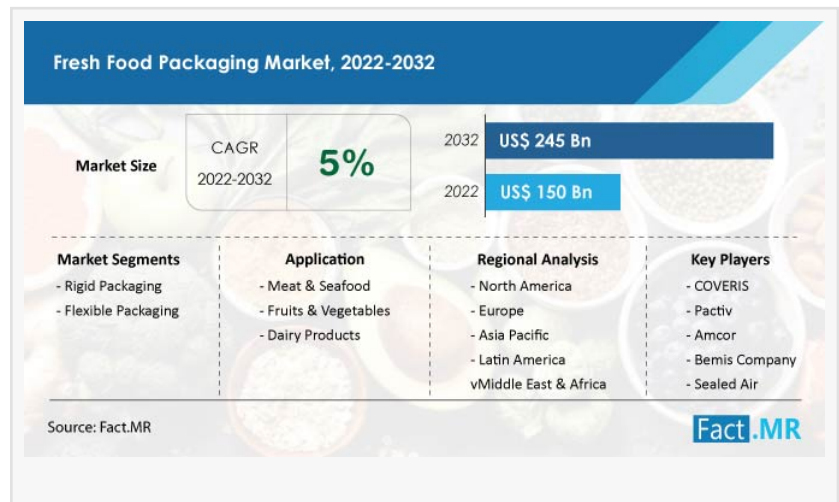 Fresh Food Packaging Market, 2022-2032
Market Size
CAGR
2022-2032
5%
2032 US$ 245 Bn
2022 US$ 150 Bn
Market Segments
- Rigid Packaging
- Flexible Packaging
Application
- Meat & Seafood
- Fruits & Vegetables
- Dairy Products
Regional Analysis
- North America
- Europe
- Asia Pacific
- Latin America
vMiddle East & Africa
Key Players
- COVERIS
- Pactiv
- Amcor
- Bemis Company
- Sealed Air
Source: Fact.MR
Fact.MR